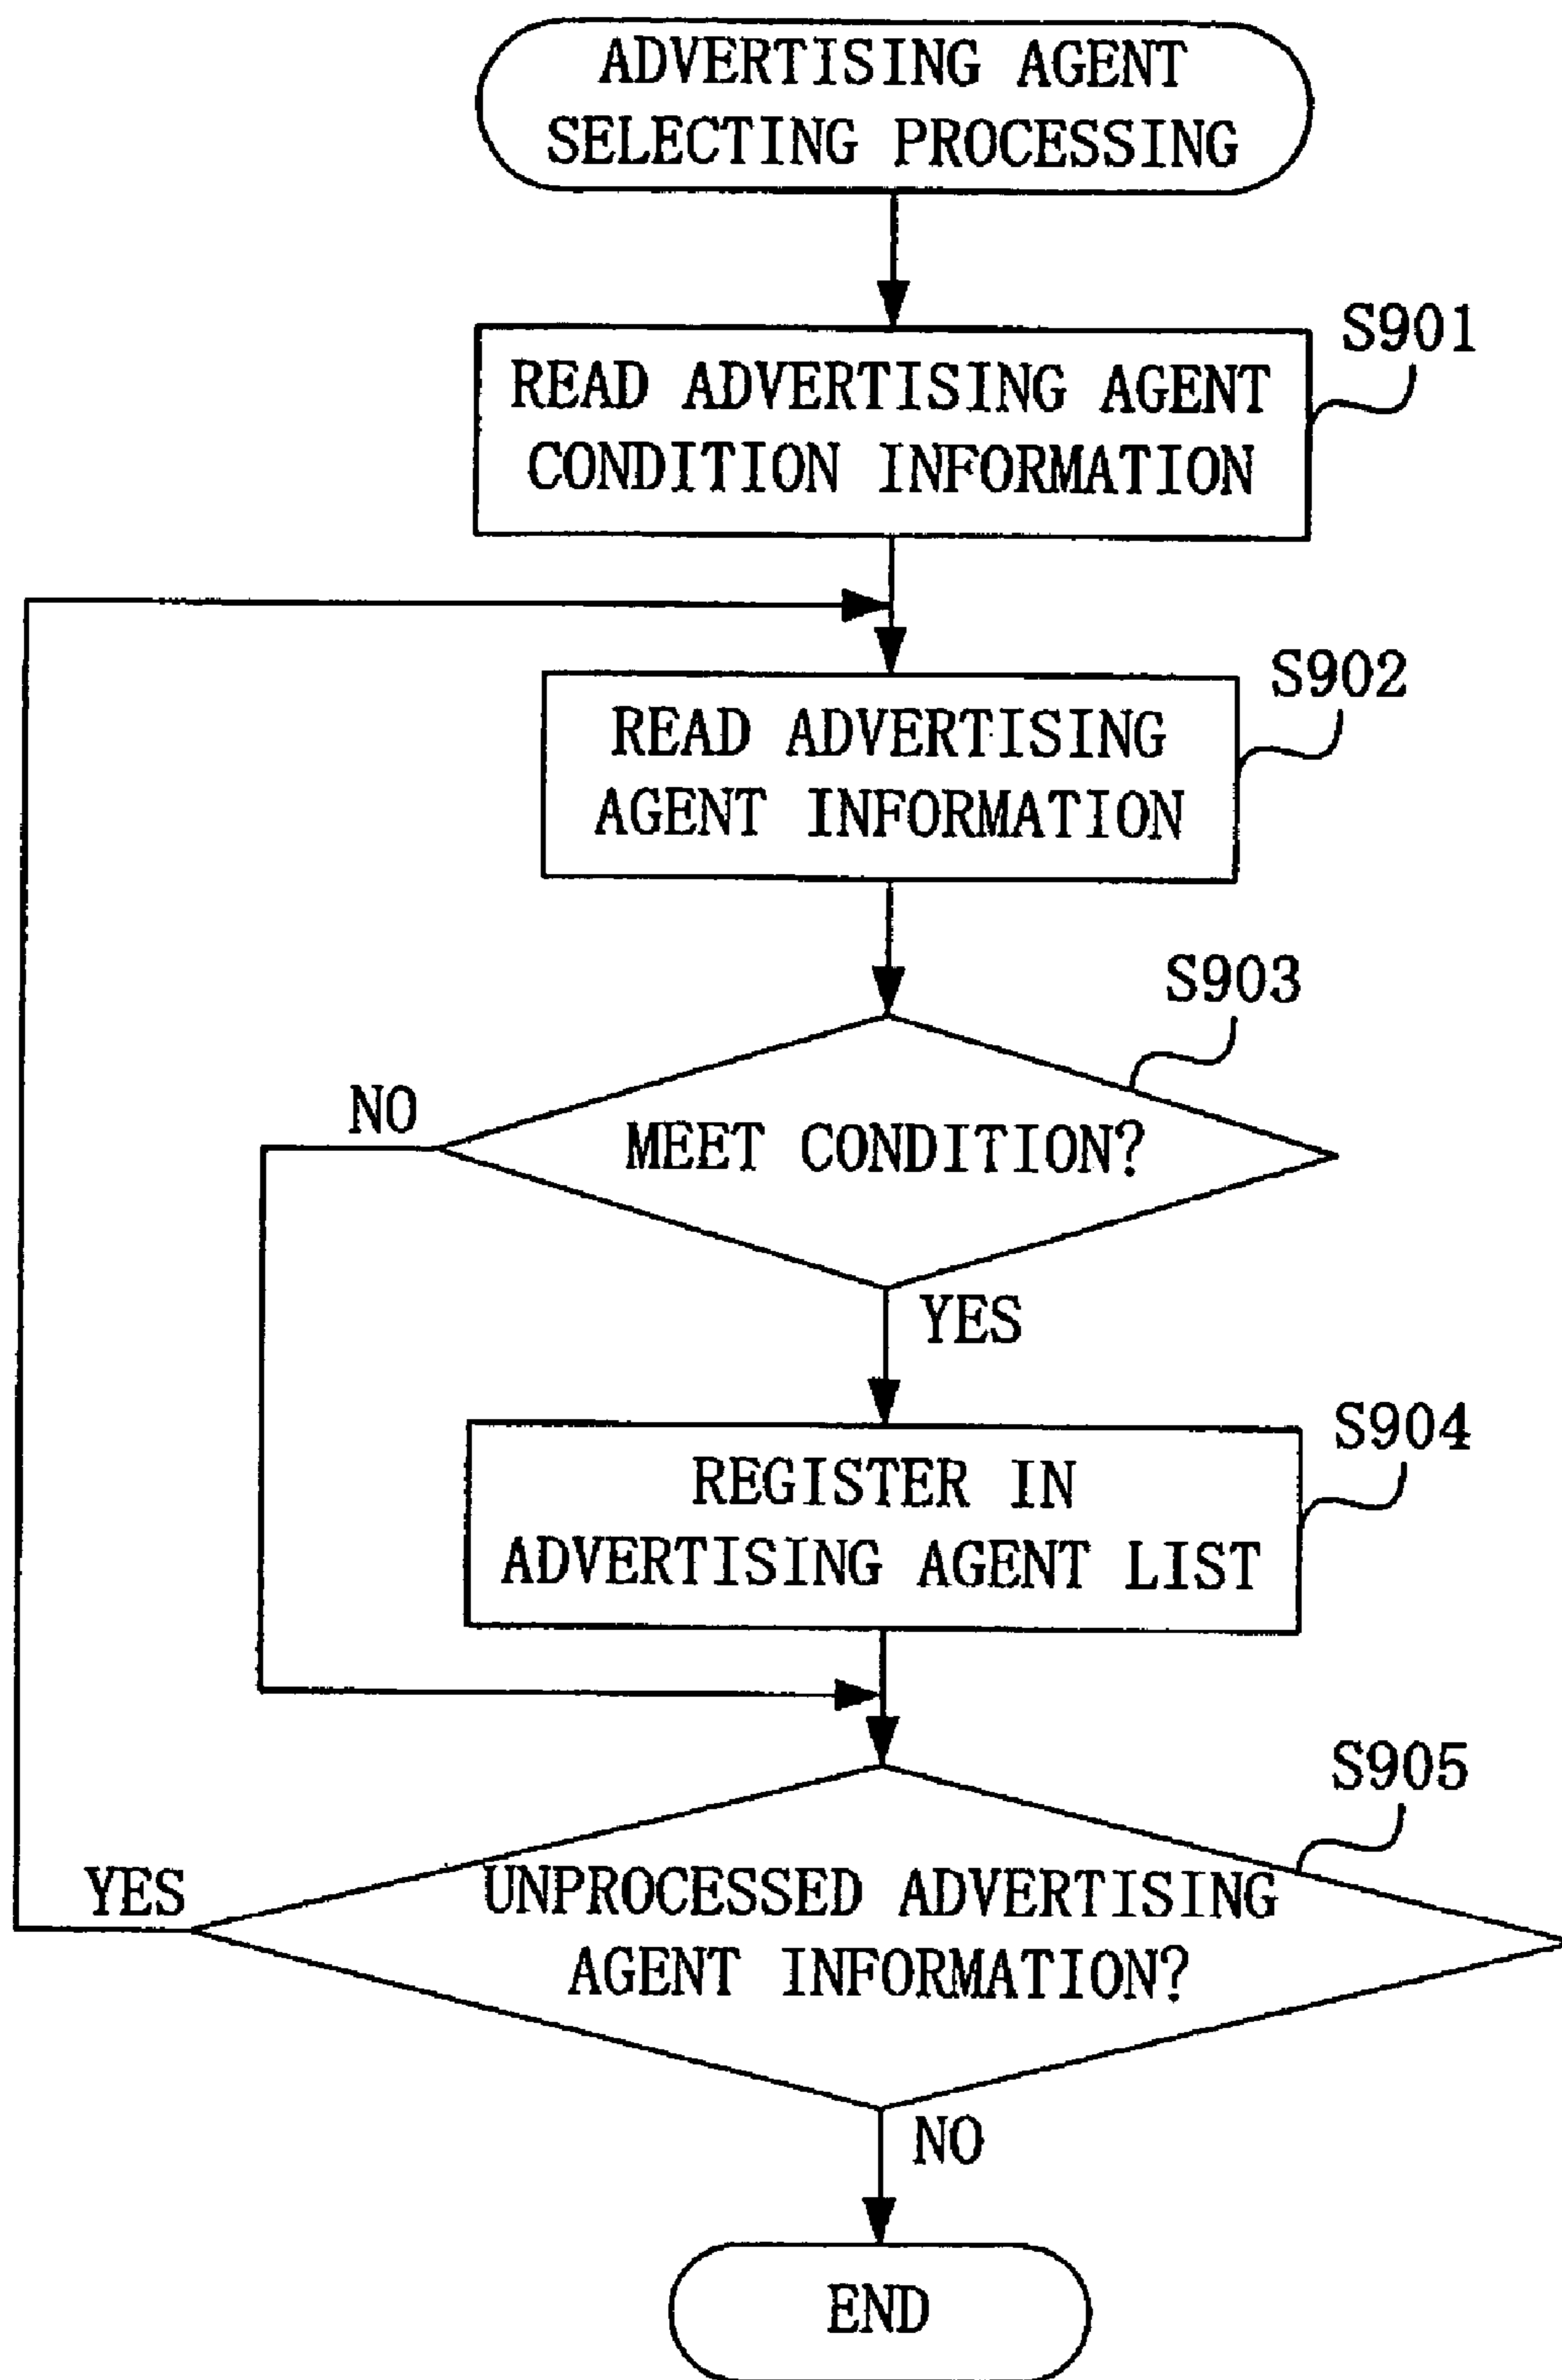 ADVERTISING AGENT
SELECTING PROCESSING
S901
READ ADVERTISING AGENT
CONDITION INFORMATION
S902
READ ADVERTISING
AGENT INFORMATION
S903
NO
MEET CONDITION?
YES
S904
REGISTER IN
ADVERTISING AGENT LIST
S905
YES
UNPROCESSED ADVERTISING
AGENT INFORMATION?
NO
END